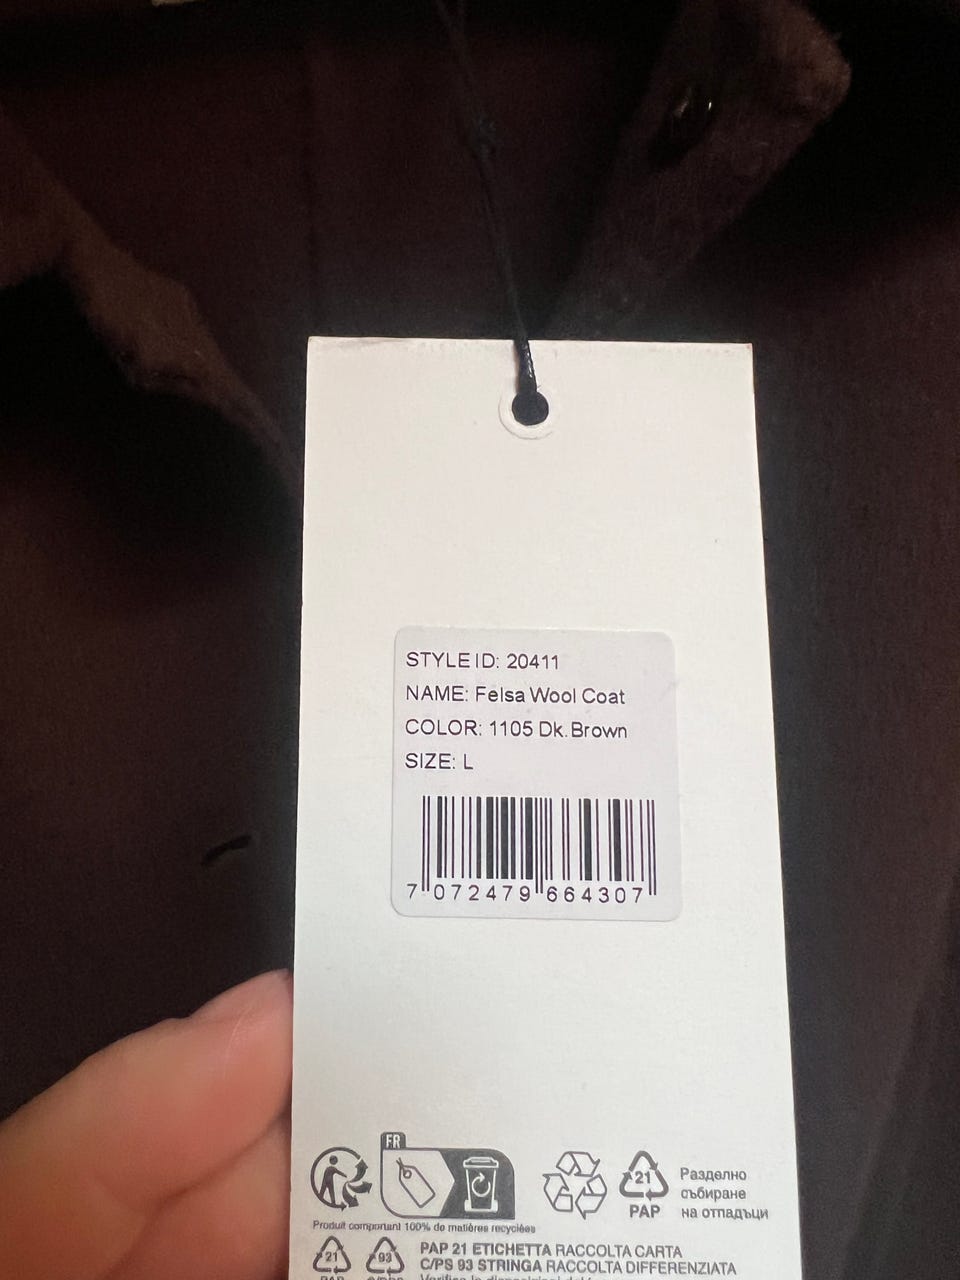 STYLE ID: 20411
NAME: Felsa Wool Coat
COLOR: 1105 Dk. Brown
SIZE: L
7 072479 664307
FR
21
PAP
Разделно
събиране
на отпадъци
Produit comportant 100% de matières recyclées
21
93
PAP 21 ETICHETTA RACCOLTA CARTA
C/PS 93 STRINGA RACCOLTA DIFFERENZIATA